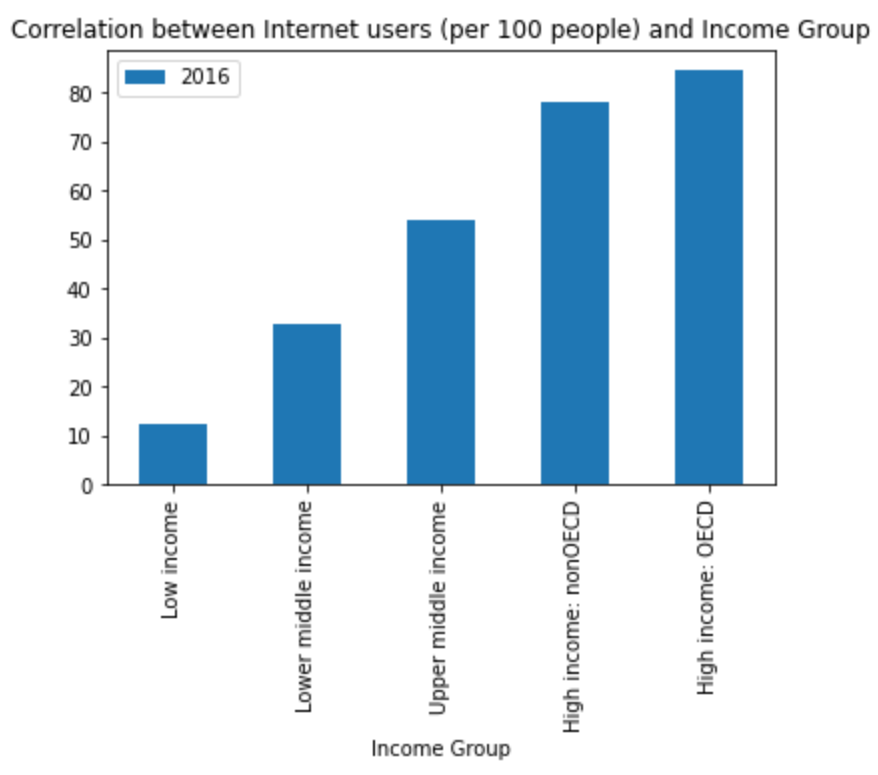 Correlation between Internet users (per 100 people) and Income Group
2016
80
70
60
50
40
30
20
10
0
Low income
Lower middle income
Upper middle income
High income: nonOECD
High income: OECD
Income Group